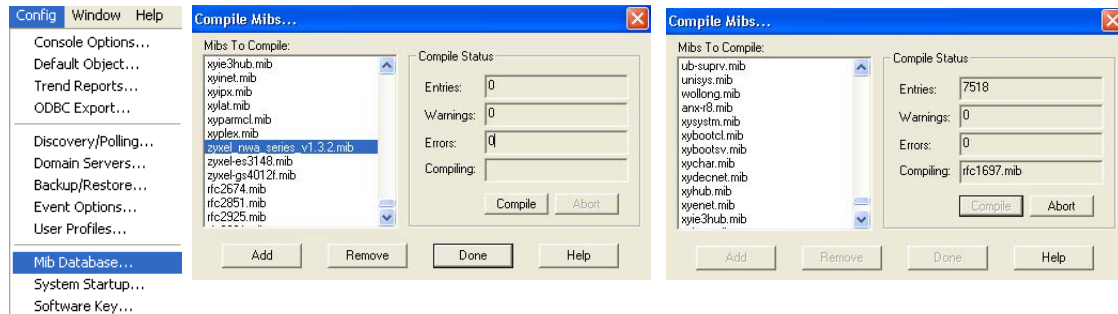 Config Window Help
Console Options...
Default Object...
Trend Reports...
ODBC Export...
Discovery/Polling...
Domain Servers...
Backup/Restore...
Event Options...
User Profiles...
Mib Database...
System Startup...
Software Key...
Compile Mibs...
Mibs To Compile:
xyie3hub.mib
xyinet.mib
xyipx.mib
xylat.mib
xyparmcl.mib
xyplex.mib
zyxel_nwa_series_v1.3.2.mib
zyxel-es3148.mib
zyxel-gs4012f.mib
rfc2674.mib
rfc2851.mib
rfc2925.mib
Compile Status
Entries: 0
Warnings: 0
Errors: 0
Compiling:
Compile Abort
Add Remove Done Help
Compile Mibs...
Mibs To Compile:
ub-suprv.mib
unisys.mib
wollong.mib
anx-r8.mib
xysystm.mib
xybootcl.mib
xybootsv.mib
xychar.mib
xydecnet.mib
xyhub.mib
xyenet.mib
xyie3hub.mib
Compile Status
Entries: 7518
Warnings: 0
Errors: 0
Compiling: rfc1697.mib
Compile Abort
Add Remove Done Help